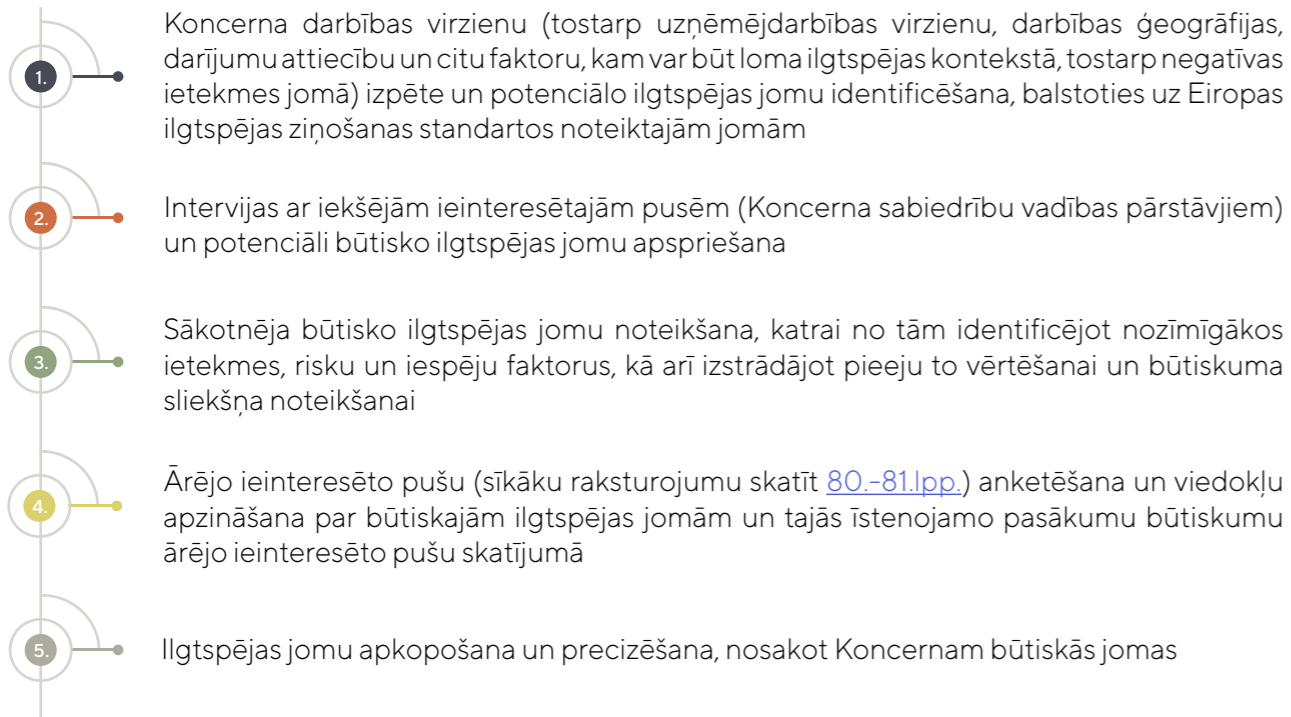 1.
Koncerna darbības virzienu (tostarp uzņēmējdarbības virzienu, darbības ģeogrāfijas,
darījumu attiecību un citu faktoru, kam var būt loma ilgtspējas kontekstā, tostarp negatīvas
ietekmes jomā) izpēte un potenciālo ilgtspējas jomu identificēšana, balstoties uz Eiropas
ilgtspējas ziņošanas standartos noteiktajām jomām
2.
Intervijas ar iekšējām ieinteresētajām pusēm (Koncerna sabiedrību vadības pārstāvjiem)
un potenciāli būtisko ilgtspējas jomu apspriešana
3.
Sākotnēja būtisko ilgtspējas jomu noteikšana, katrai no tām identificējot nozīmīgākos
ietekmes, risku un iespēju faktorus, kā arī izstrādājot pieeju to vērtēšanai un būtiskuma
sliekšņa noteikšanai
4.
Ārējo ieinteresēto pušu (sīkāku raksturojumu skatīt 80.-81.lpp.) anketēšana un viedokļu
apzināšana par būtiskajām ilgtspējas jomām un tajās īstenojamo pasākumu būtiskumu
ārējo ieinteresēto pušu skatījumā
5.
Ilgtspējas jomu apkopošana un precizēšana, nosakot Koncernam būtiskās jomas